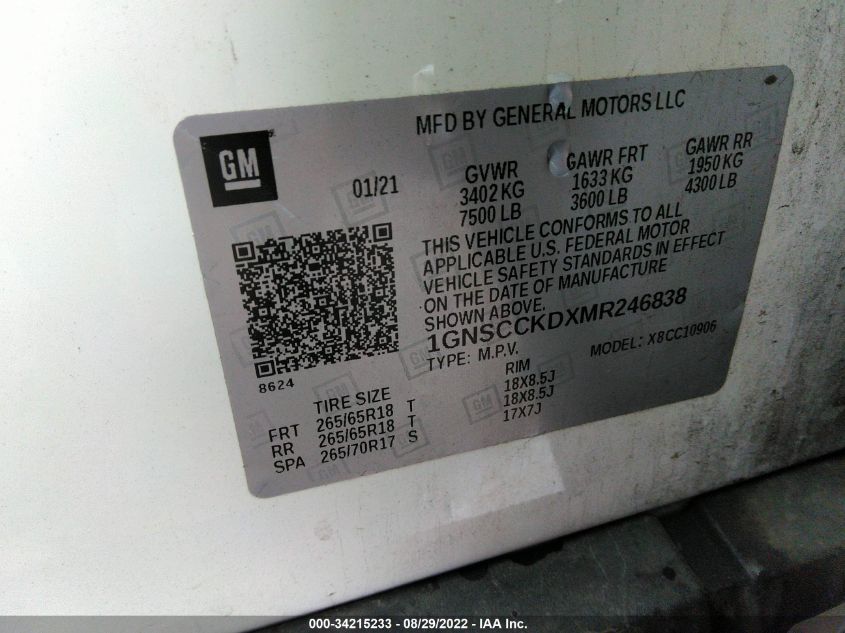 MFD BY GENERAL MOTORS LLC
GM
01/21
GVWR
3402 KG
7500 LB
GAWR FRT
1633 KG
3600 LB
GAWR RR
1950 KG
4300 LB
THIS VEHICLE CONFORMS TO ALL
APPLICABLE U.S. FEDERAL MOTOR
VEHICLE SAFETY STANDARDS IN EFFECT
ON THE DATE OF MANUFACTURE
SHOWN ABOVE.
1GNSCCKDXMR246838
TYPE: M.P.V.
MODEL: X8CC10906
8624
TIRE SIZE
RIM
FRT 265/65R18 T 18X8.5J
RR 265/65R18 T 18X8.5J
SPA 265/70R17 S 17X7J
000-34215233 - 08/29/2022 - IAA Inc.